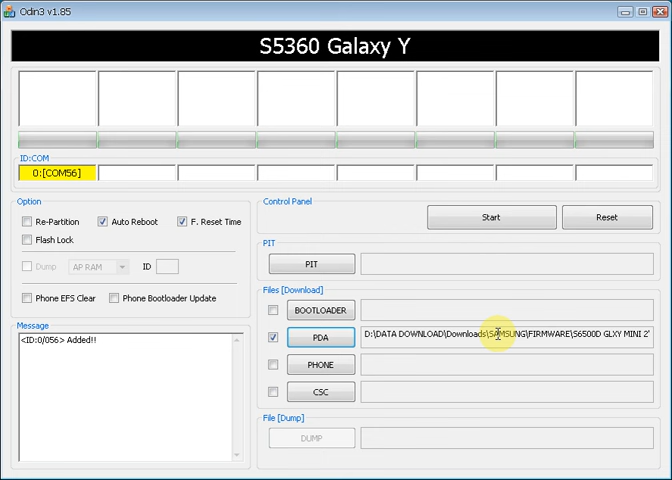 Odin3 v1.85
S5360 Galaxy Y
ID:COM
0:[COM56]
Option
Re-Partition
Auto Reboot
F. Reset Time
Flash Lock
Dump
AP RAM
ID
Phone EFS Clear
Phone Bootloader Update
Message
<ID:0/056> Added!!
Control Panel
Start
Reset
PIT
PIT
Files [Download]
BOOTLOADER
PDA
D:\DATA DOWNLOAD\Downloads\SAMSUNG\FIRMWARE\S6500D GLXY MINI 2'
PHONE
CSC
File [Dump]
DUMP